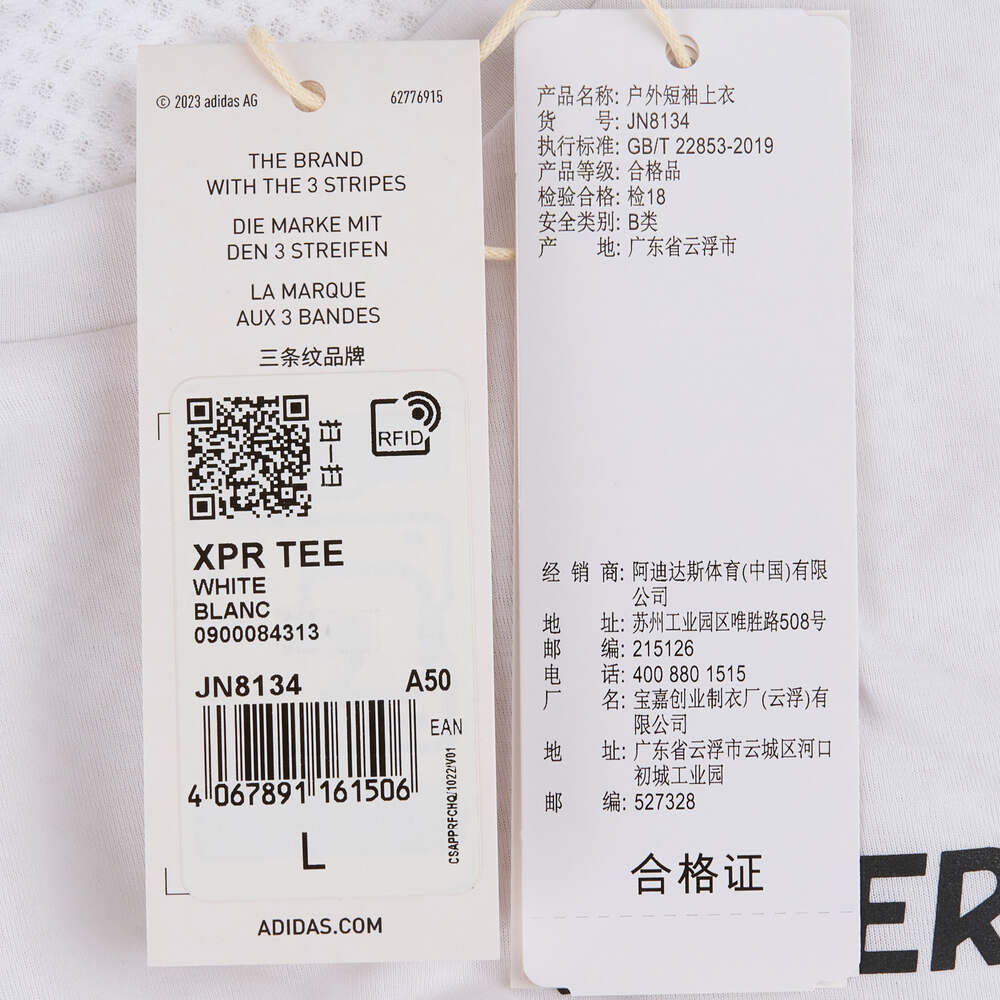 © 2023 adidas AG 62776915
THE BRAND
WITH THE 3 STRIPES
DIE MARKE MIT
DEN 3 STREIFEN
LA MARQUE
AUX 3 BANDES
三条纹品牌
扫一扫
RFID
XPR TEE
WHITE
BLANC
0900084313
JN8134 A50
EAN
4 067891 161506
CSAPPRFCHQ/1022/V01
L
ADIDAS.COM
产品名称: 户外短袖上衣
货 号: JN8134
执行标准: GB/T 22853-2019
产品等级: 合格品
检验合格: 检18
安全类别: B类
产 地: 广东省云浮市
经 销 商: 阿迪达斯体育(中国)有限
公司
地 址: 苏州工业园区唯胜路508号
邮 编: 215126
电 话: 400 880 1515
厂 名: 宝嘉创业制衣厂(云浮)有
限公司
地 址: 广东省云浮市云城区河口
初城工业园
邮 编: 527328
合格证
ER